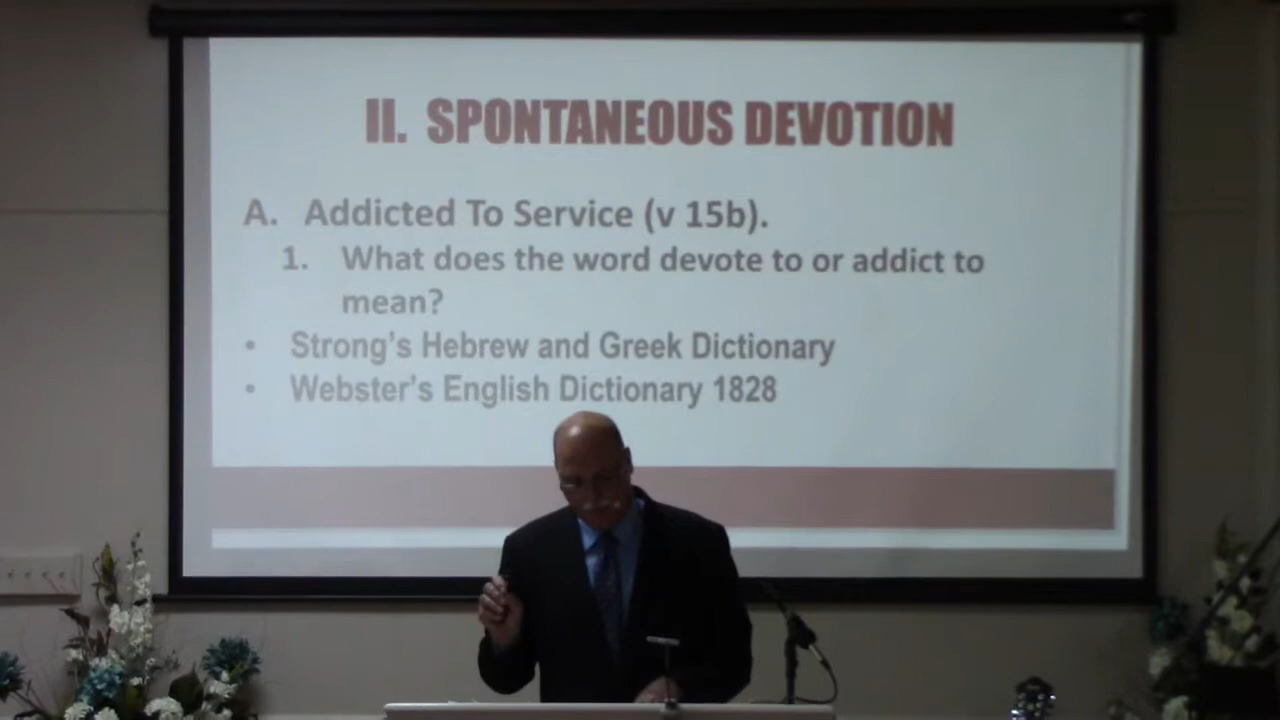 II. SPONTANEOUS DEVOTION
A. Addicted To Service (v 15b).
1. What does the word devote to or addict to
mean?
• Strong's Hebrew and Greek Dictionary
• Webster's English Dictionary 1828